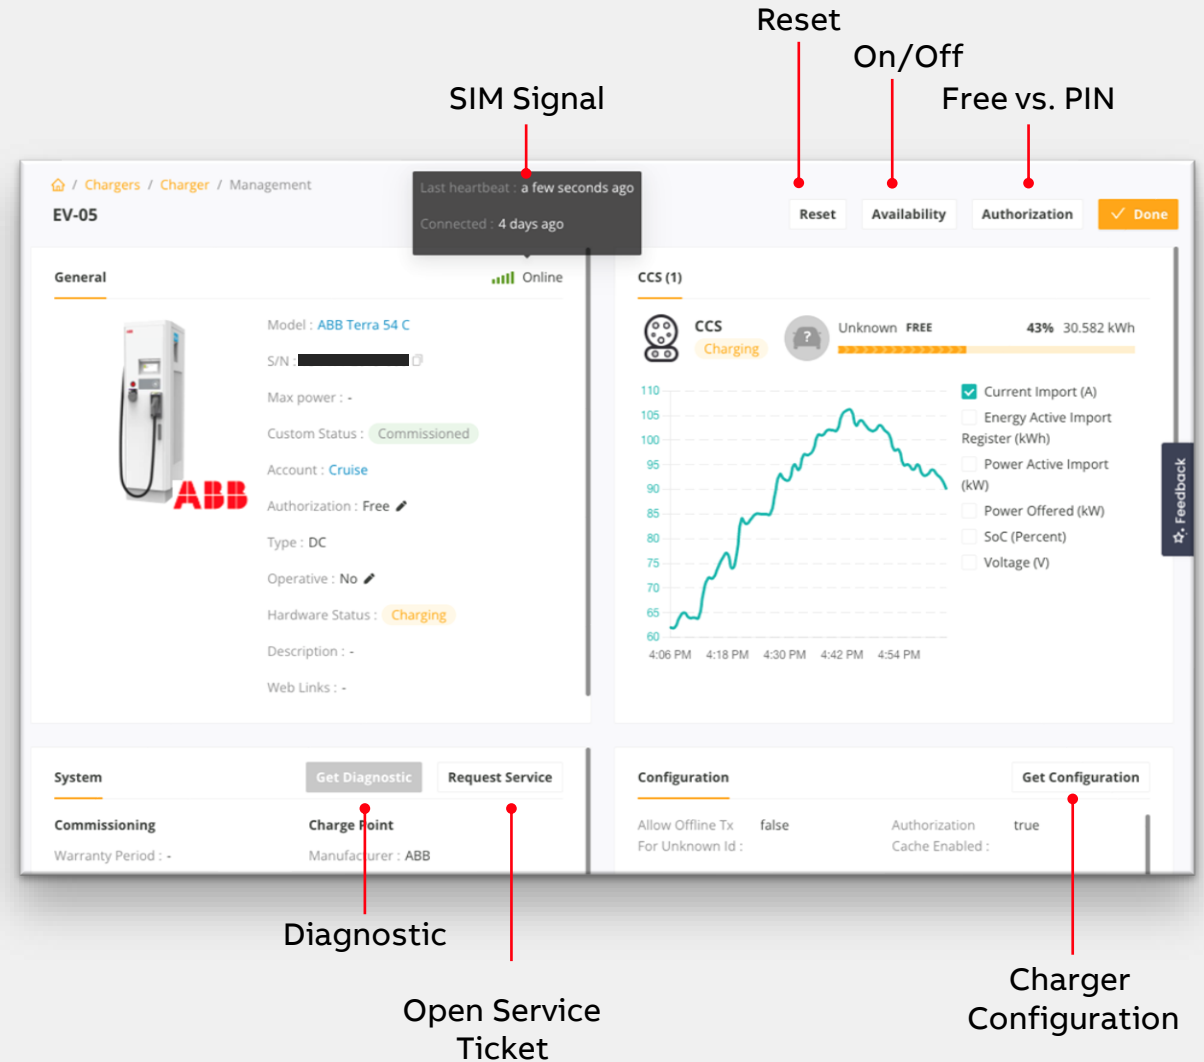 Reset
On/Off
SIM Signal
Free vs. PIN
/ Chargers / Charger / Management
EV-05
Last heartbeat : a few seconds ago
Connected : 4 days ago
Reset
Availability
Authorization
Done
General
Online
Model : ABB Terra 54 C
S/N :
Max power : -
Custom Status : Commissioned
Account : Cruise
Authorization : Free
Type : DC
Operative : No
Hardware Status : Charging
Description : -
Web Links : -
ABB
CCS (1)
CCS
Charging
?
Unknown FREE
43% 30.582 kWh
110
105
100
95
90
85
80
75
70
65
60
4:06 PM 4:18 PM 4:30 PM 4:42 PM 4:54 PM
Current Import (A)
Energy Active Import
Register (kWh)
Power Active Import
(kW)
Power Offered (kW)
SoC (Percent)
Voltage (V)
Feedback
System
Get Diagnostic
Request Service
Commissioning
Warranty Period : -
Charge Point
Manufacturer : ABB
Configuration
Get Configuration
Allow Offline Tx false
For Unknown Id :
Authorization true
Cache Enabled :
Diagnostic
Open Service
Ticket
Charger
Configuration